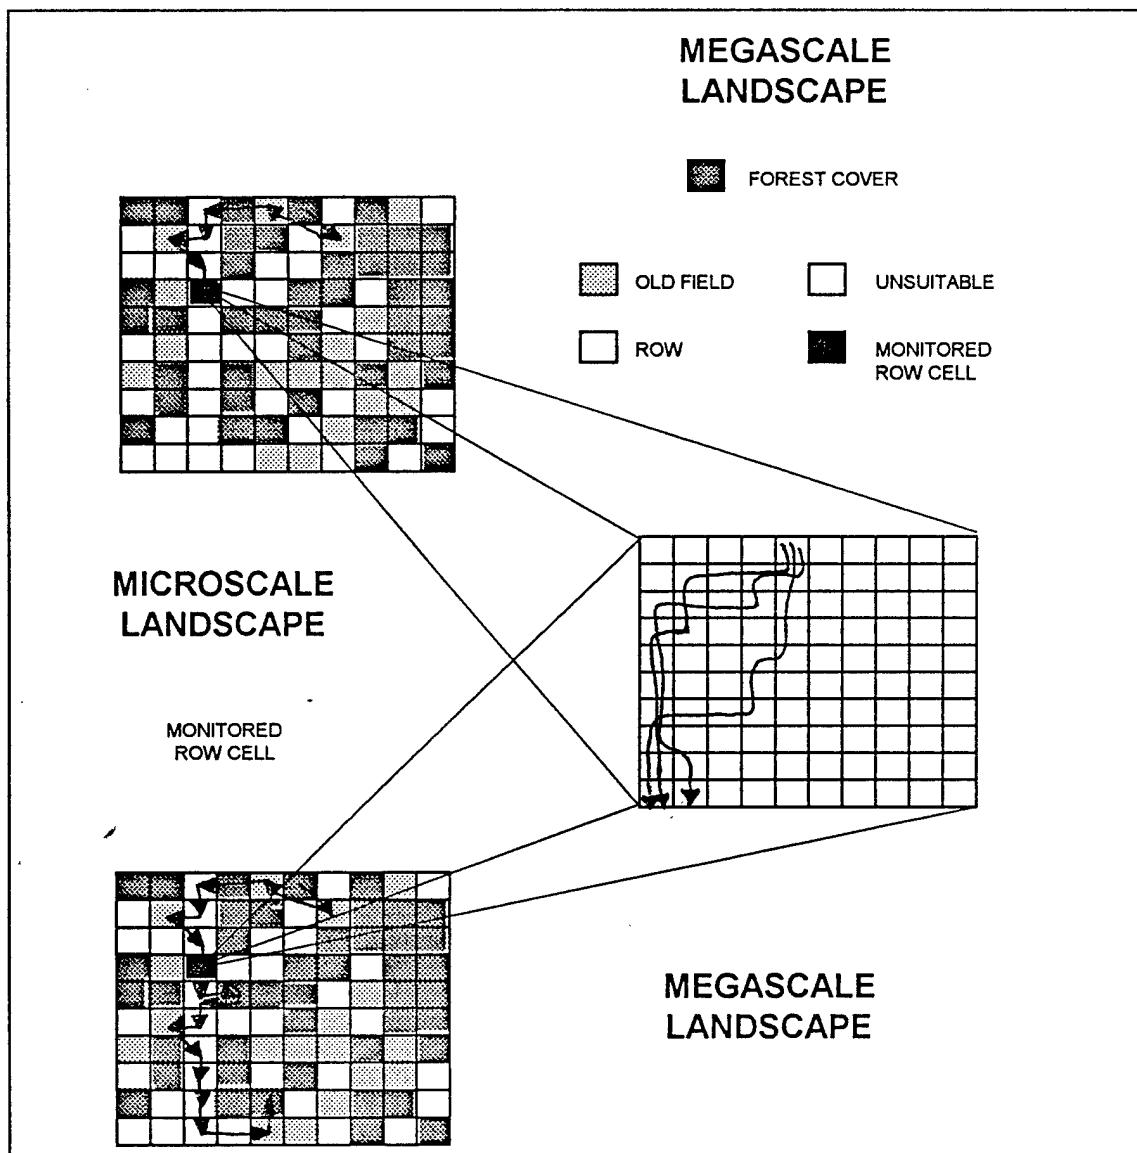 MEGASCALE
LANDSCAPE
FOREST COVER
OLD FIELD
UNSUITABLE
ROW
MONITORED
ROW CELL
MICROSCALE
LANDSCAPE
MONITORED
ROW CELL
MEGASCALE
LANDSCAPE